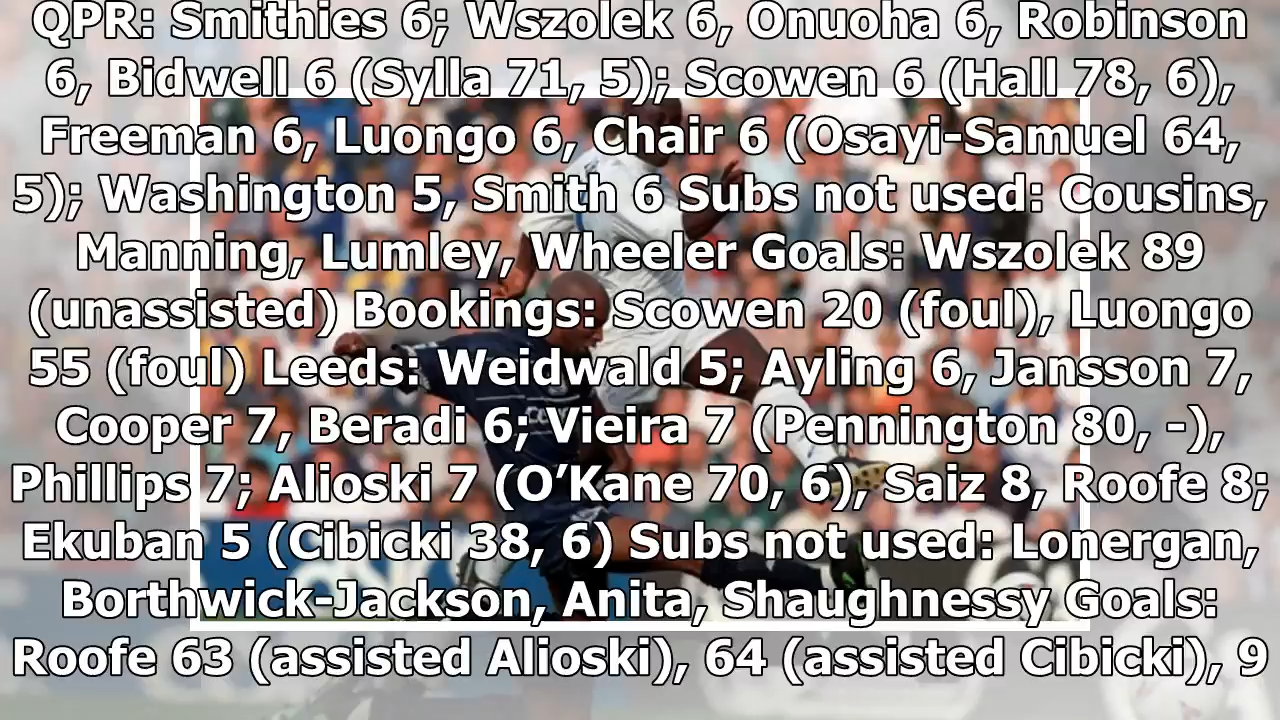 QPR: Smithies 6; Wszolek 6, Onuoha 6, Robinson
6, Bidwell 6 (Sylla 71, 5); Scowen 6 (Hall 78, 6),
Freeman 6, Luongo 6, Chair 6 (Osayi-Samuel 64,
5); Washington 5, Smith 6 Subs not used: Cousins,
Manning, Lumley, Wheeler Goals: Wszolek 89
(unassisted) Bookings: Scowen 20 (foul), Luongo
55 (foul) Leeds: Weidwald 5; Ayling 6, Jansson 7,
Cooper 7, Beradi 6; Vieira 7 (Pennington 80, -),
Phillips 7; Alioski 7 (O’Kane 70, 6), Saiz 8, Roofe 8;
Ekuban 5 (Cibicki 38, 6) Subs not used: Lonergan,
Borthwick-Jackson, Anita, Shaughnessy Goals:
Roofe 63 (assisted Alioski), 64 (assisted Cibicki), 9